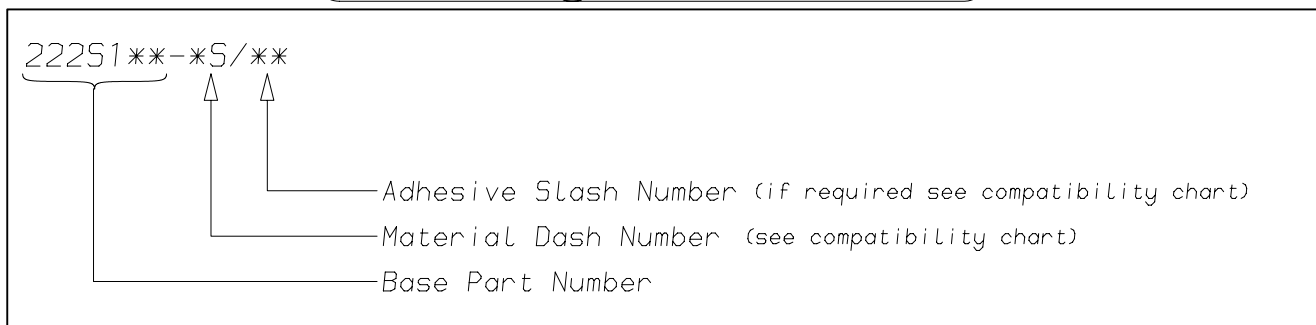 222S1**-*S/**
Adhesive Slash Number (if required see compatibility chart)
Material Dash Number (see compatibility chart)
Base Part Number